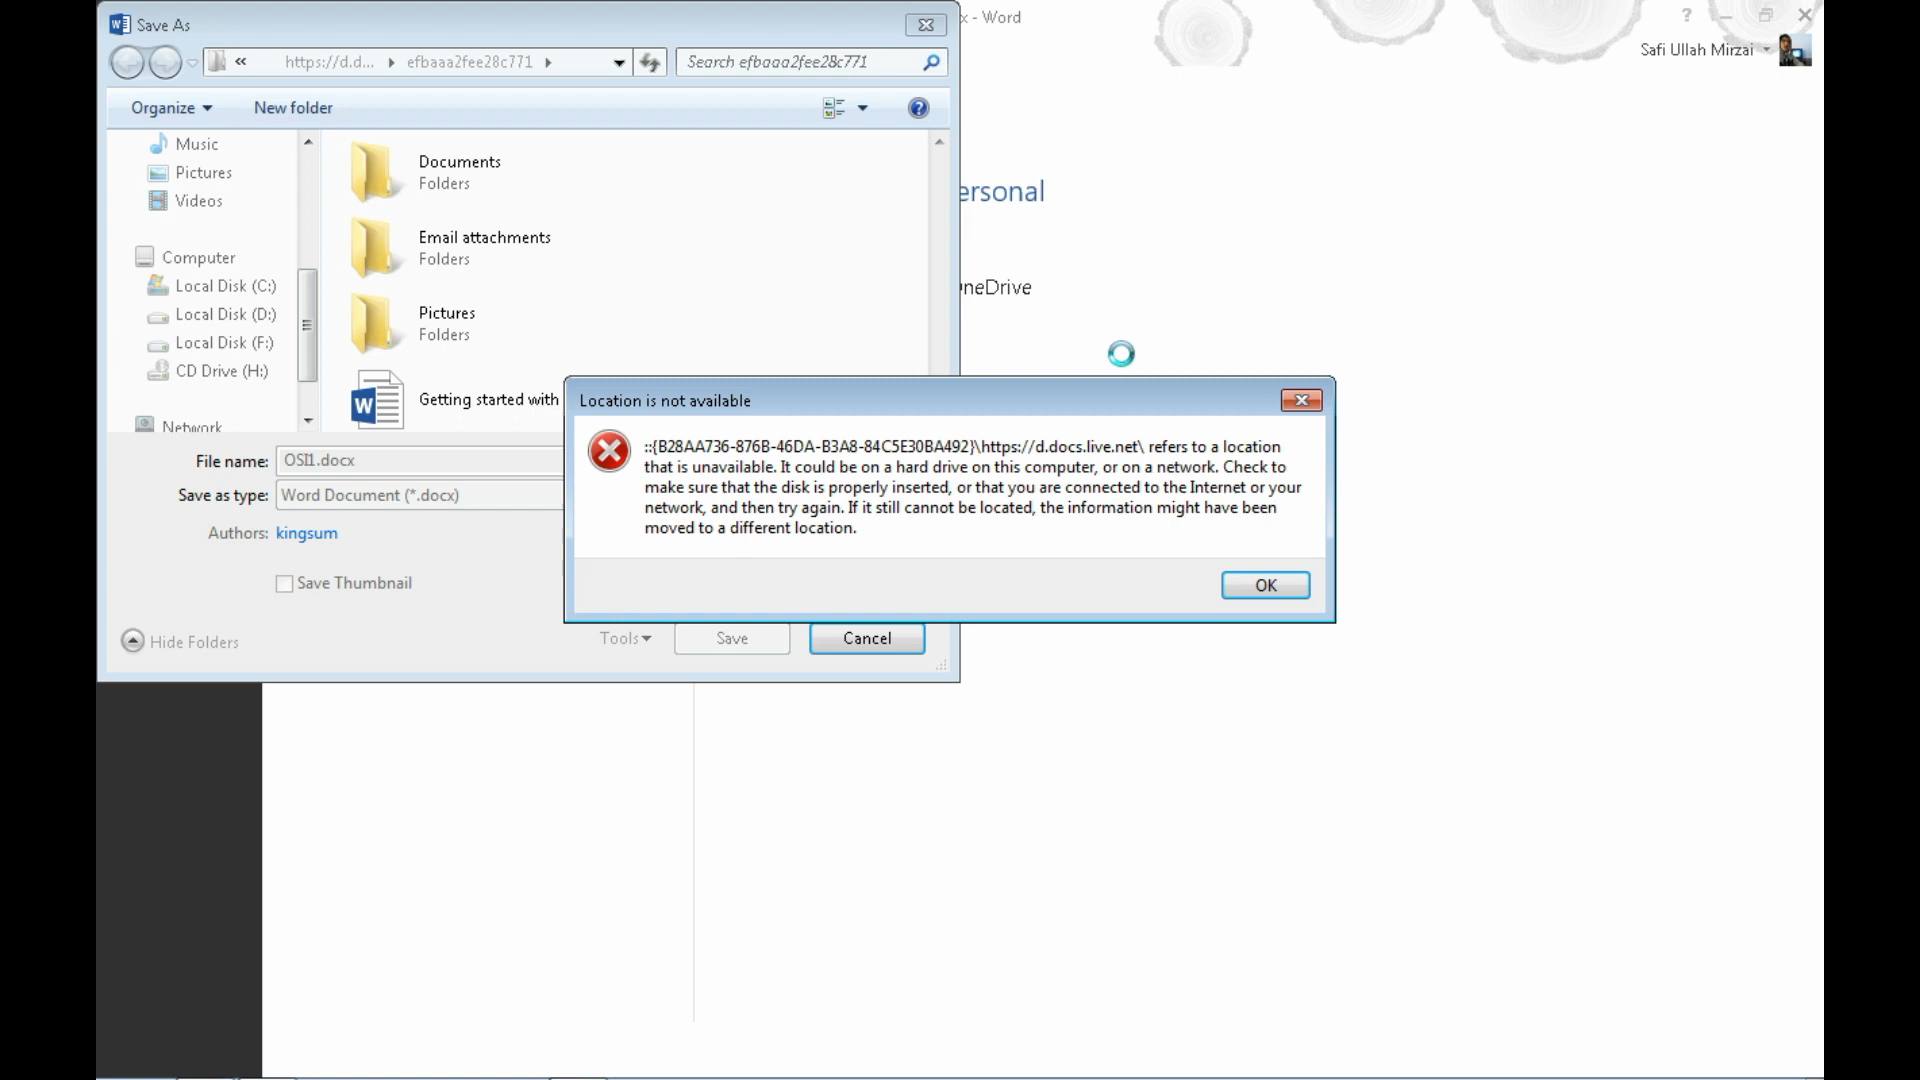 Save As
x - Word
?
Safi Ullah Mirzai
«
https://d.d...
efbaaa2fee28c771
Search efbaaa2fee28c771
Organize
New folder
Music
Pictures
Videos
Computer
Local Disk (C:)
Local Disk (D:)
Local Disk (F:)
CD Drive (H:)
Network
Documents
Folders
Email attachments
Folders
Pictures
Folders
Getting started with
ersonal
OneDrive
File name: OSI1.docx
Save as type: Word Document (*.docx)
Authors: kingsum
Save Thumbnail
Hide Folders
Tools
Save
Cancel
Location is not available
::{B28AA736-876B-46DA-B3A8-84C5E30BA492}\https://d.docs.live.net\ refers to a location
that is unavailable. It could be on a hard drive on this computer, or on a network. Check to
make sure that the disk is properly inserted, or that you are connected to the Internet or your
network, and then try again. If it still cannot be located, the information might have been
moved to a different location.
OK